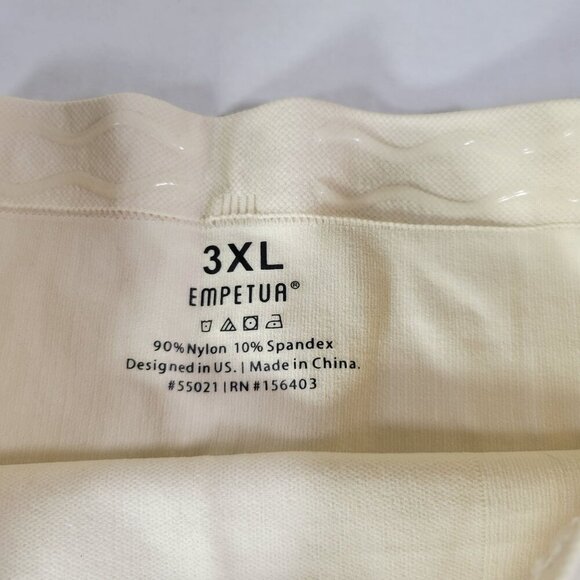 3XL
EMPETUA®
90% Nylon 10% Spandex
Designed in US. | Made in China.
#55021 | RN #156403